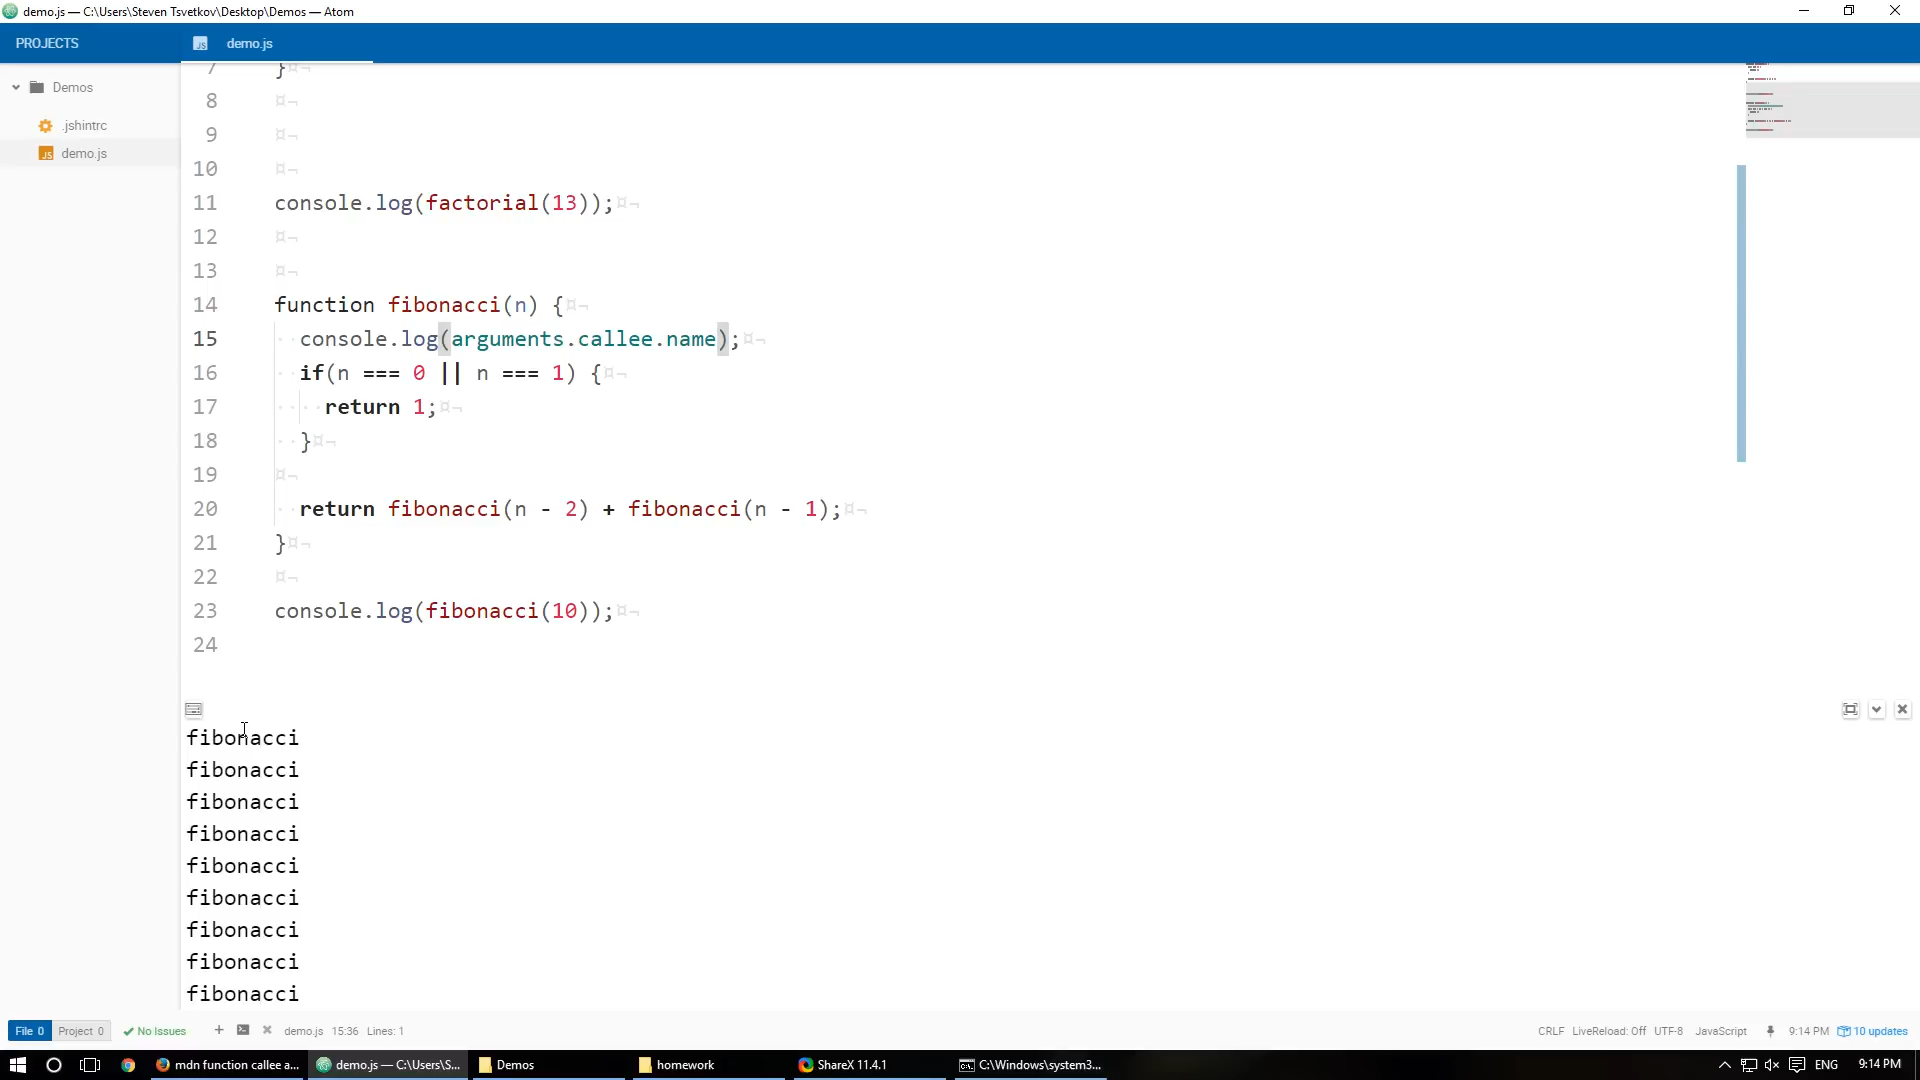 demo.js — C:\Users\Steven Tsvetkov\Desktop\Demos — Atom
PROJECTS
demo.js
Demos
.jshintrc
demo.js
7 }
8
9
10
11 console.log(factorial(13));
12
13
14 function fibonacci(n) {
15 console.log(arguments.callee.name);
16 if(n === 0 || n === 1) {
17 return 1;
18 }
19
20 return fibonacci(n - 2) + fibonacci(n - 1);
21 }
22
23 console.log(fibonacci(10));
24
fibonacci
fibonacci
fibonacci
fibonacci
fibonacci
fibonacci
fibonacci
fibonacci
fibonacci
File 0 Project 0 No Issues demo.js 15:36 Lines: 1 CRLF LiveReload: Off UTF-8 JavaScript 9:14 PM 10 updates
mdn function callee a... demo.js — C:\Users\S... Demos homework ShareX 11.4.1 C:\Windows\system3... ENG 9:14 PM